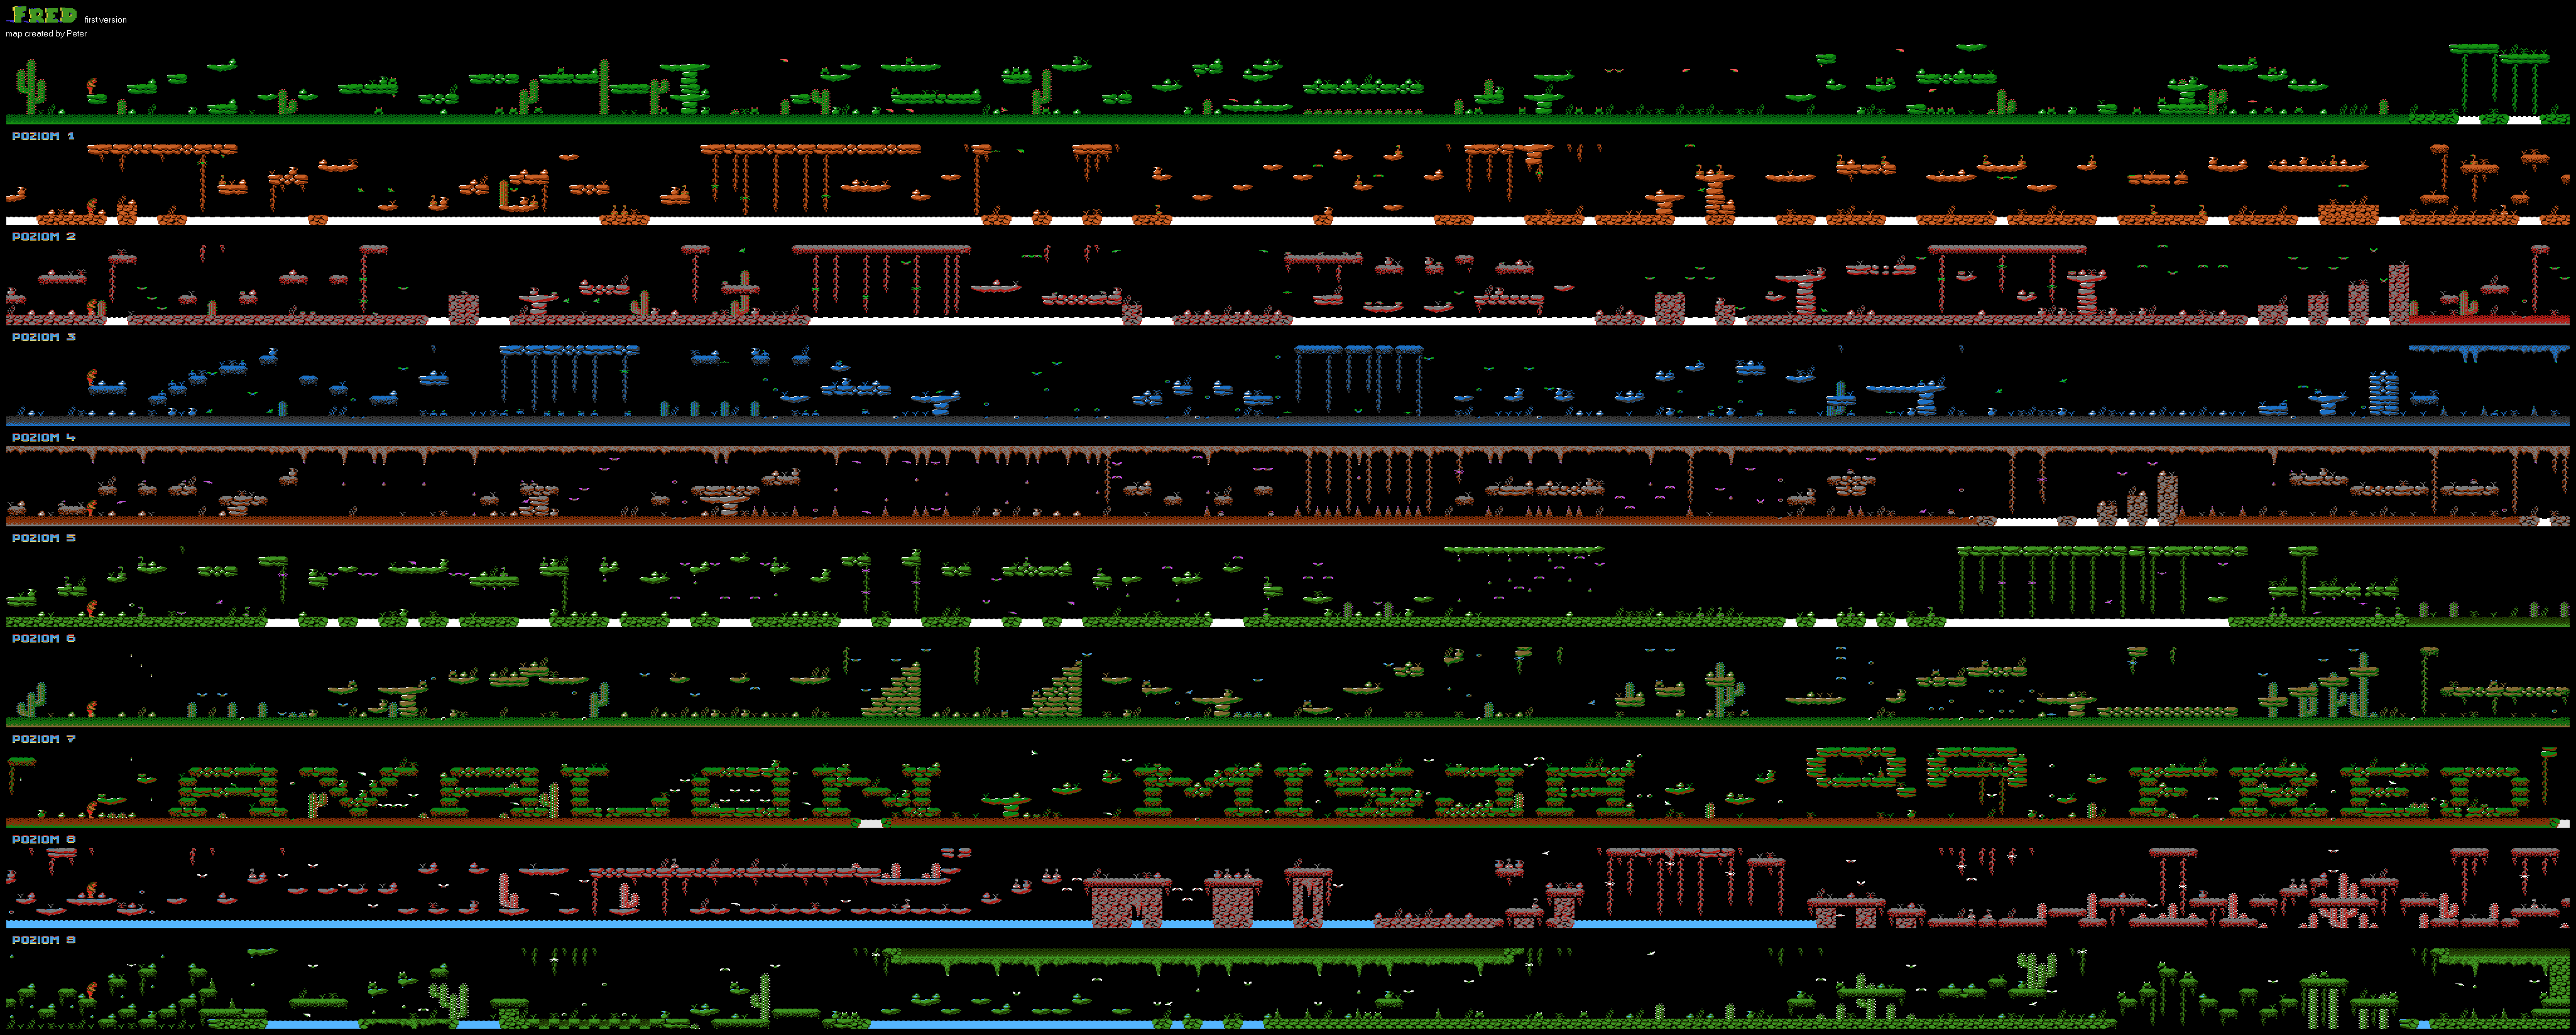 FRED first version
map created by Peter
POZIOM 1
POZIOM 2
POZIOM 3
POZIOM 4
POZIOM 5
POZIOM 6
POZIOM 7
AVALON FRED
POZIOM 8
POZIOM 9